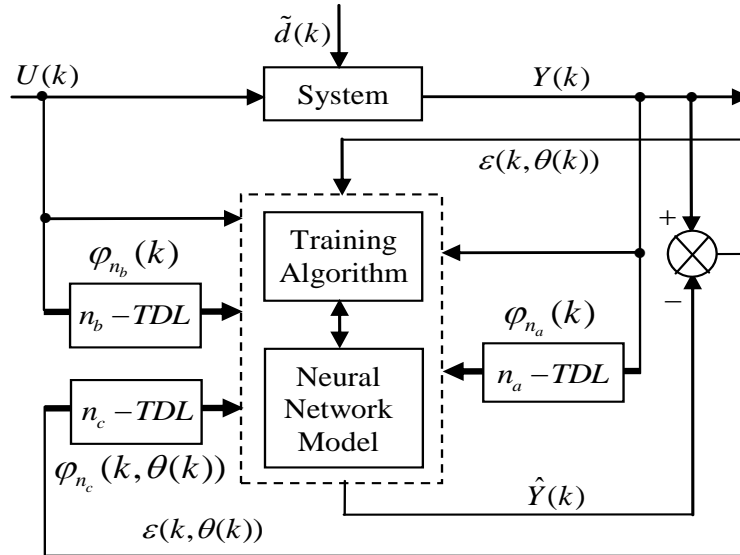 d̃(k)
U(k)
System
Y(k)
ε(k,θ(k))
+
Training
Algorithm
φ_{n_b}(k)
−
n_b −TDL
φ_{n_a}(k)
Neural
Network
Model
n_a −TDL
n_c −TDL
φ_{n_c}(k,θ(k))
Ŷ(k)
ε(k,θ(k))